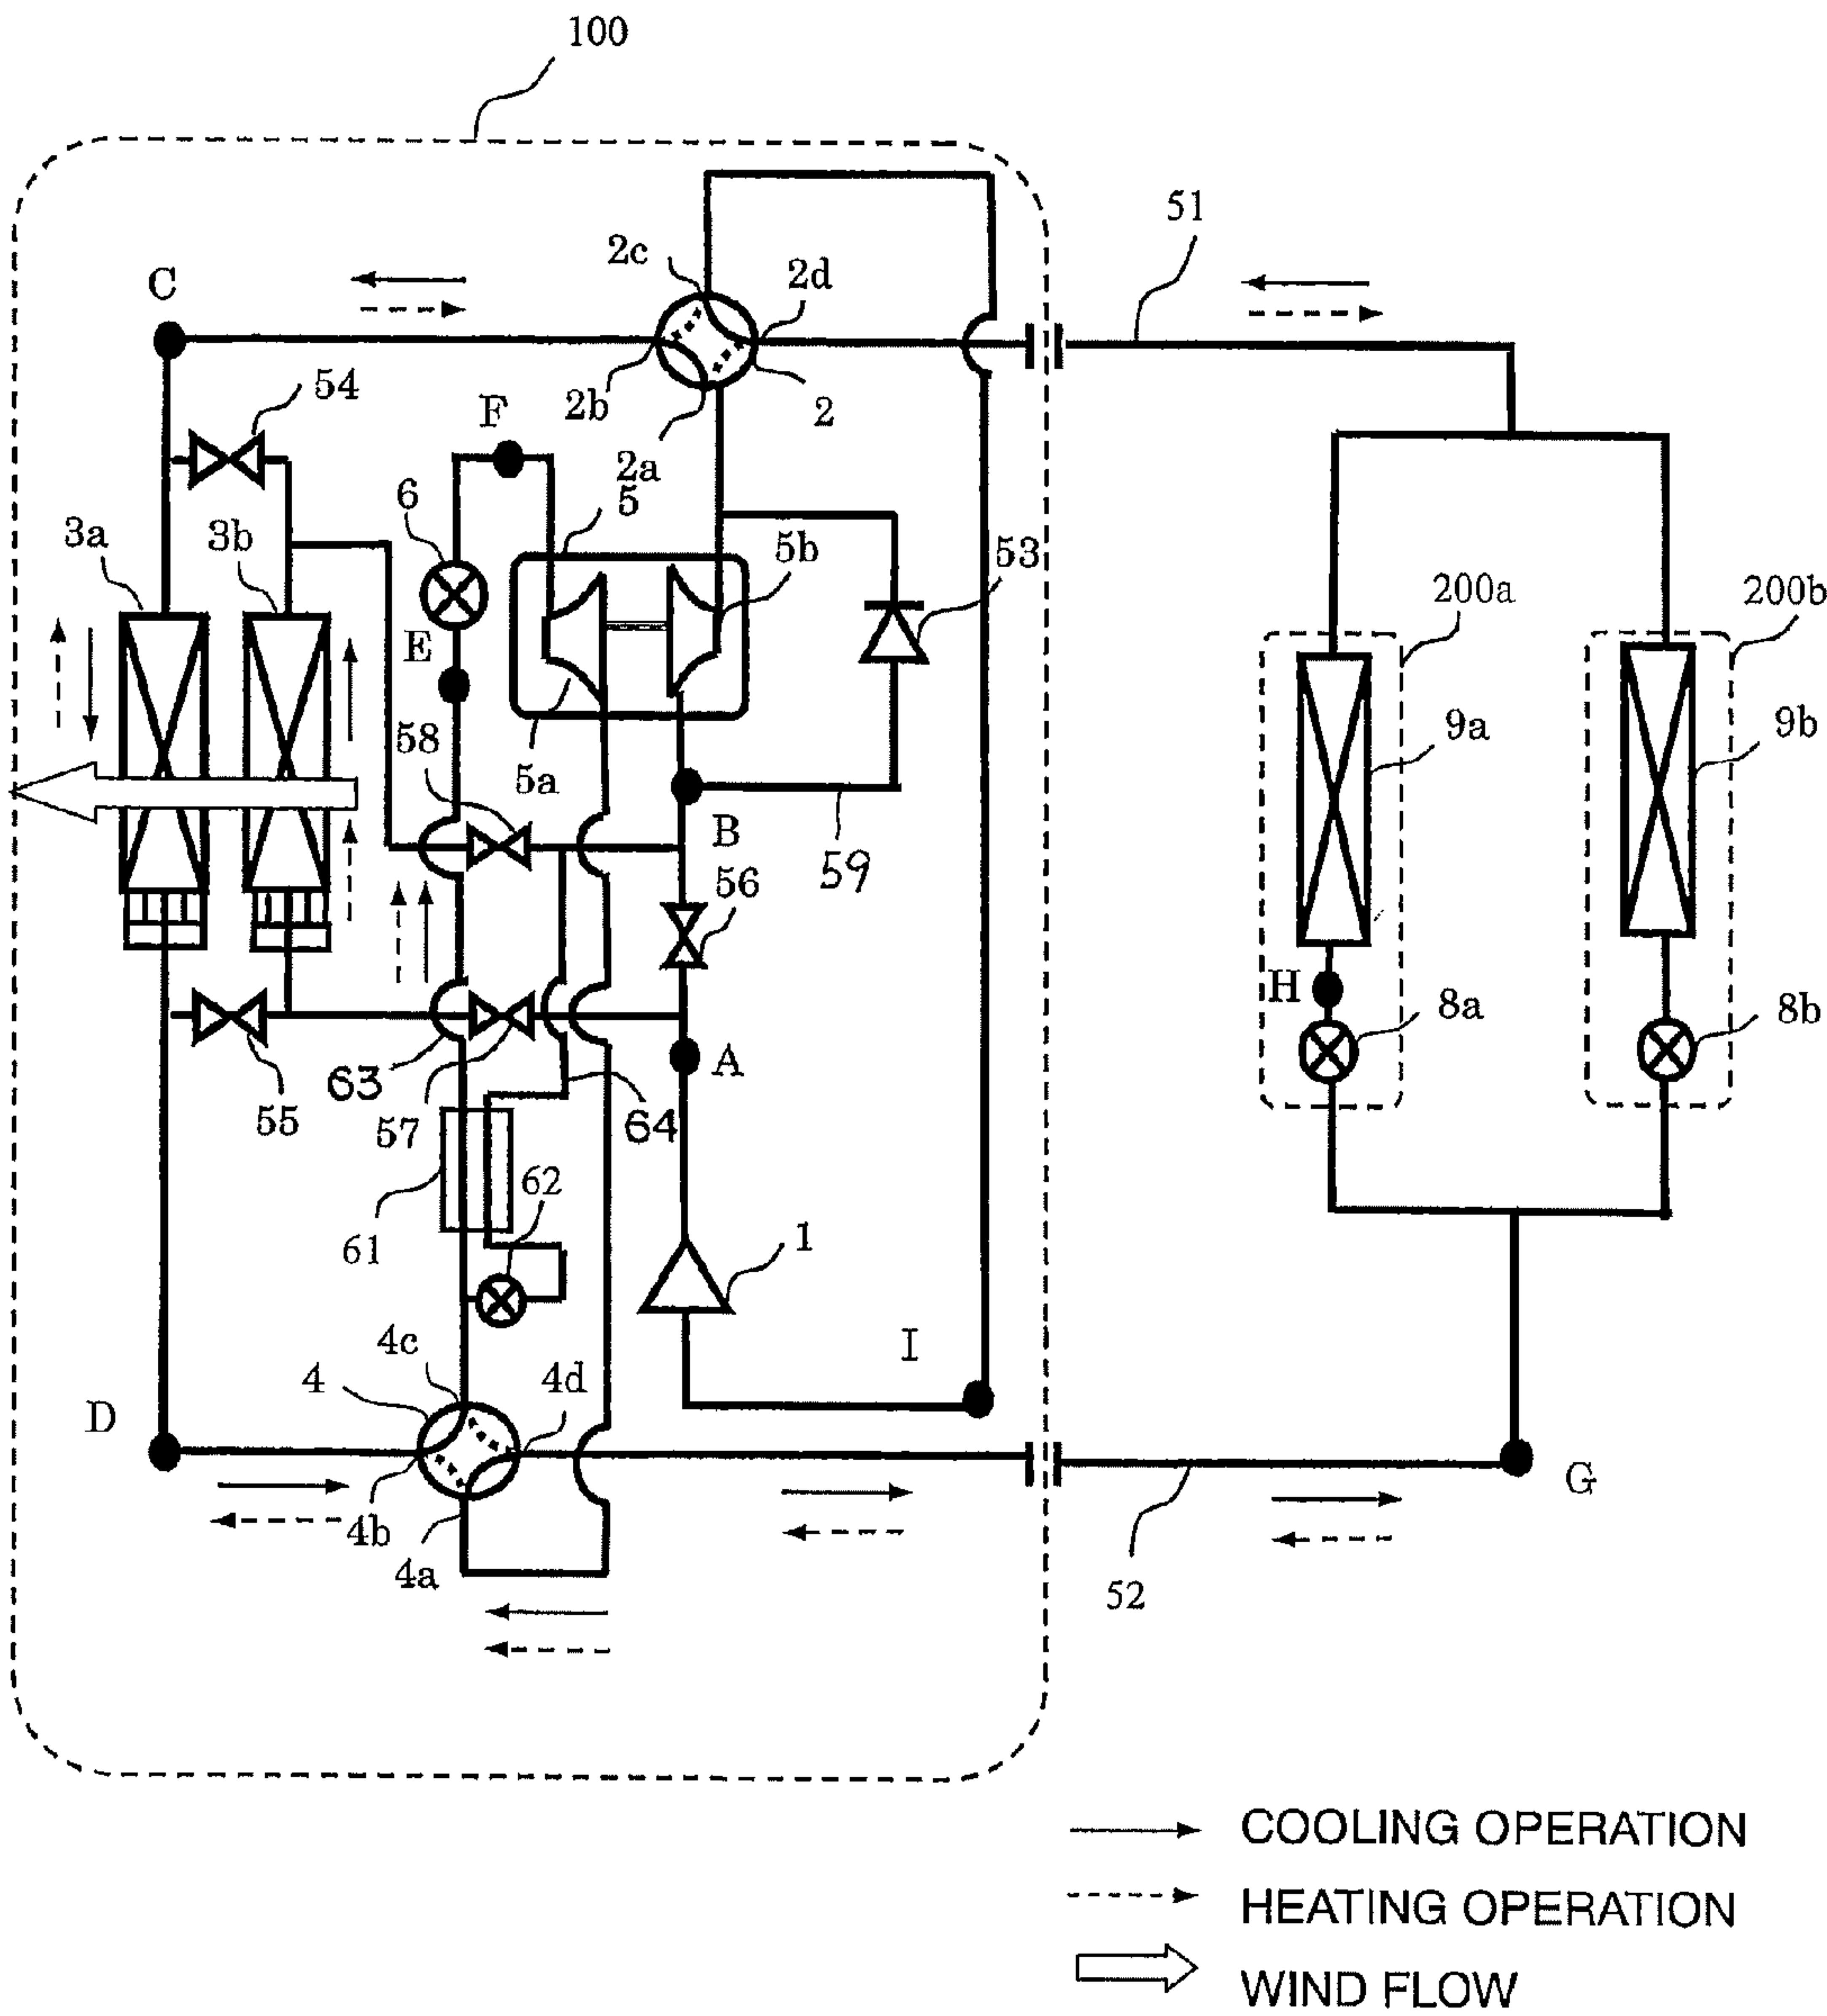 100
51
2c
2d
C
54
2b
2
F
2a
6
5
3a
3b
5b
53
200a
200b
E
9a
9b
58
5a
B
59
56
H
8a
8b
63
A
55
57
64
62
61
1
I
4c
4
4d
D
G
4b
4a
52
COOLING OPERATION
HEATING OPERATION
WIND FLOW